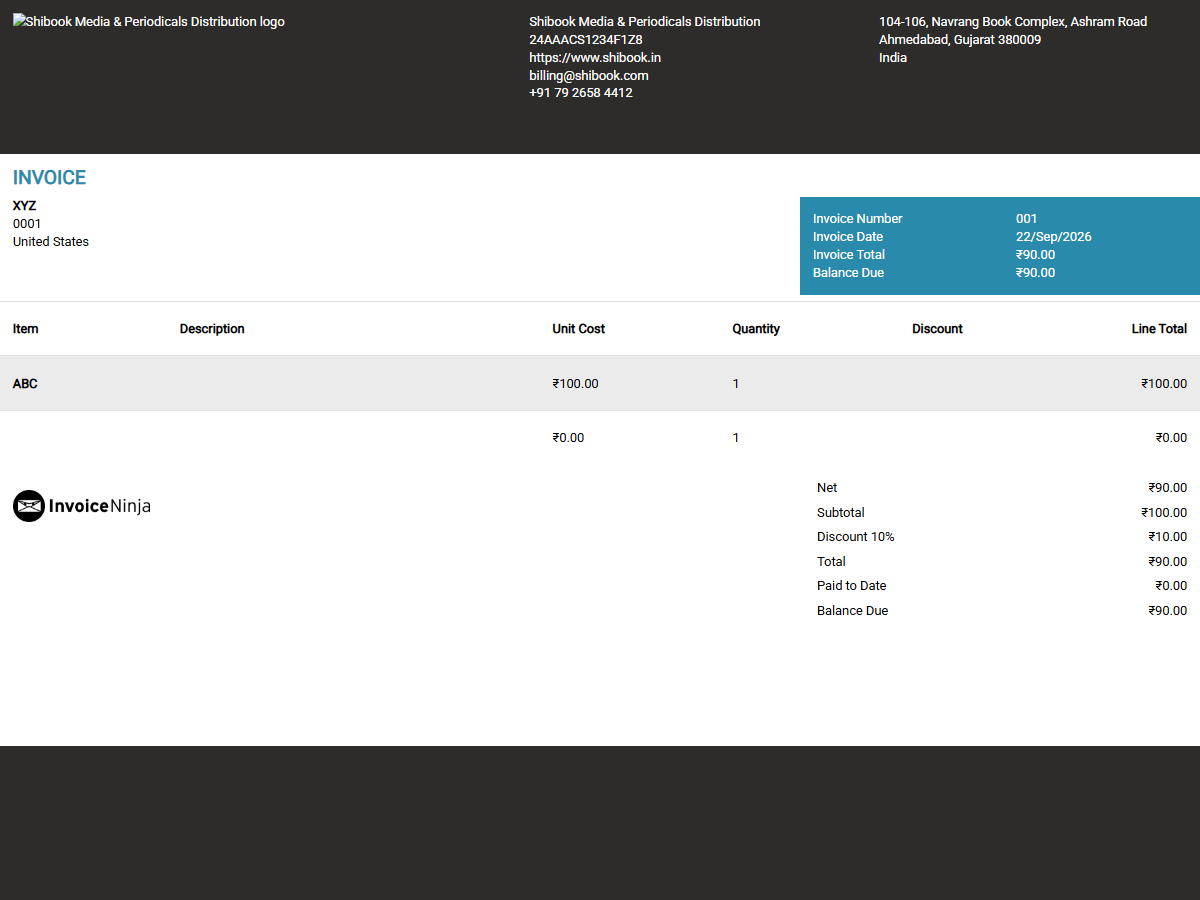 Shibook Media & Periodicals Distribution logo
Shibook Media & Periodicals Distribution
24AAACS1234F1Z8
https://www.shibook.in
billing@shibook.com
+91 79 2658 4412
104-106, Navrang Book Complex, Ashram Road
Ahmedabad, Gujarat 380009
India
INVOICE
XYZ
0001
United States
Invoice Number 001
Invoice Date 22/Sep/2026
Invoice Total ₹90.00
Balance Due ₹90.00
Item Description Unit Cost Quantity Discount Line Total
ABC ₹100.00 1 ₹100.00
₹0.00 1 ₹0.00
InvoiceNinja
Net ₹90.00
Subtotal ₹100.00
Discount 10% ₹10.00
Total ₹90.00
Paid to Date ₹0.00
Balance Due ₹90.00